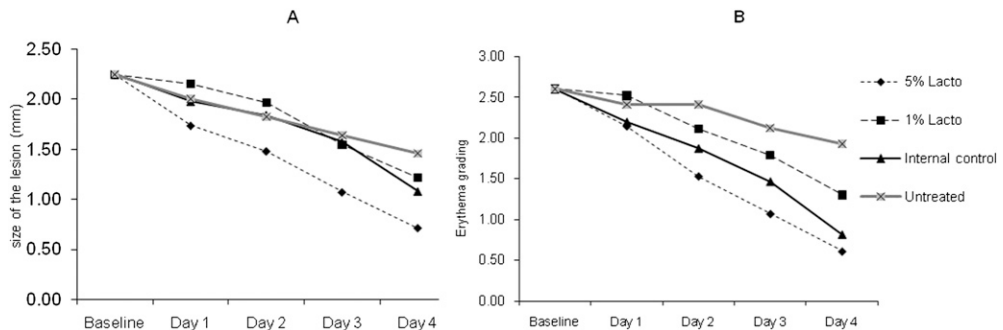 A
size of the lesion (mm)
2.50
2.00
1.50
1.00
0.50
0.00
Baseline Day 1 Day 2 Day 3 Day 4
B
Erythema grading
3.00
2.50
2.00
1.50
1.00
0.50
0.00
Baseline Day 1 Day 2 Day 3 Day 4
5% Lacto
1% Lacto
Internal control
Untreated